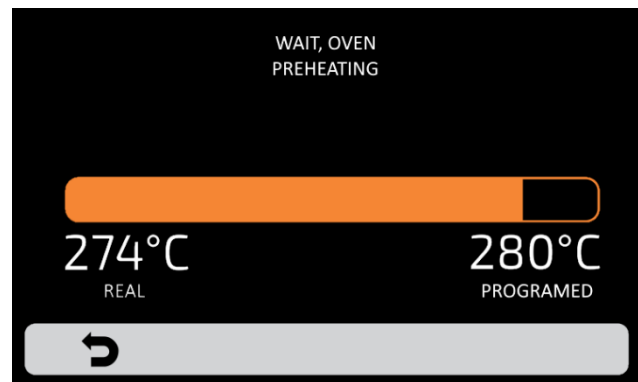 WAIT, OVEN
PREHEATING
274°C
280°C
REAL
PROGRAMED